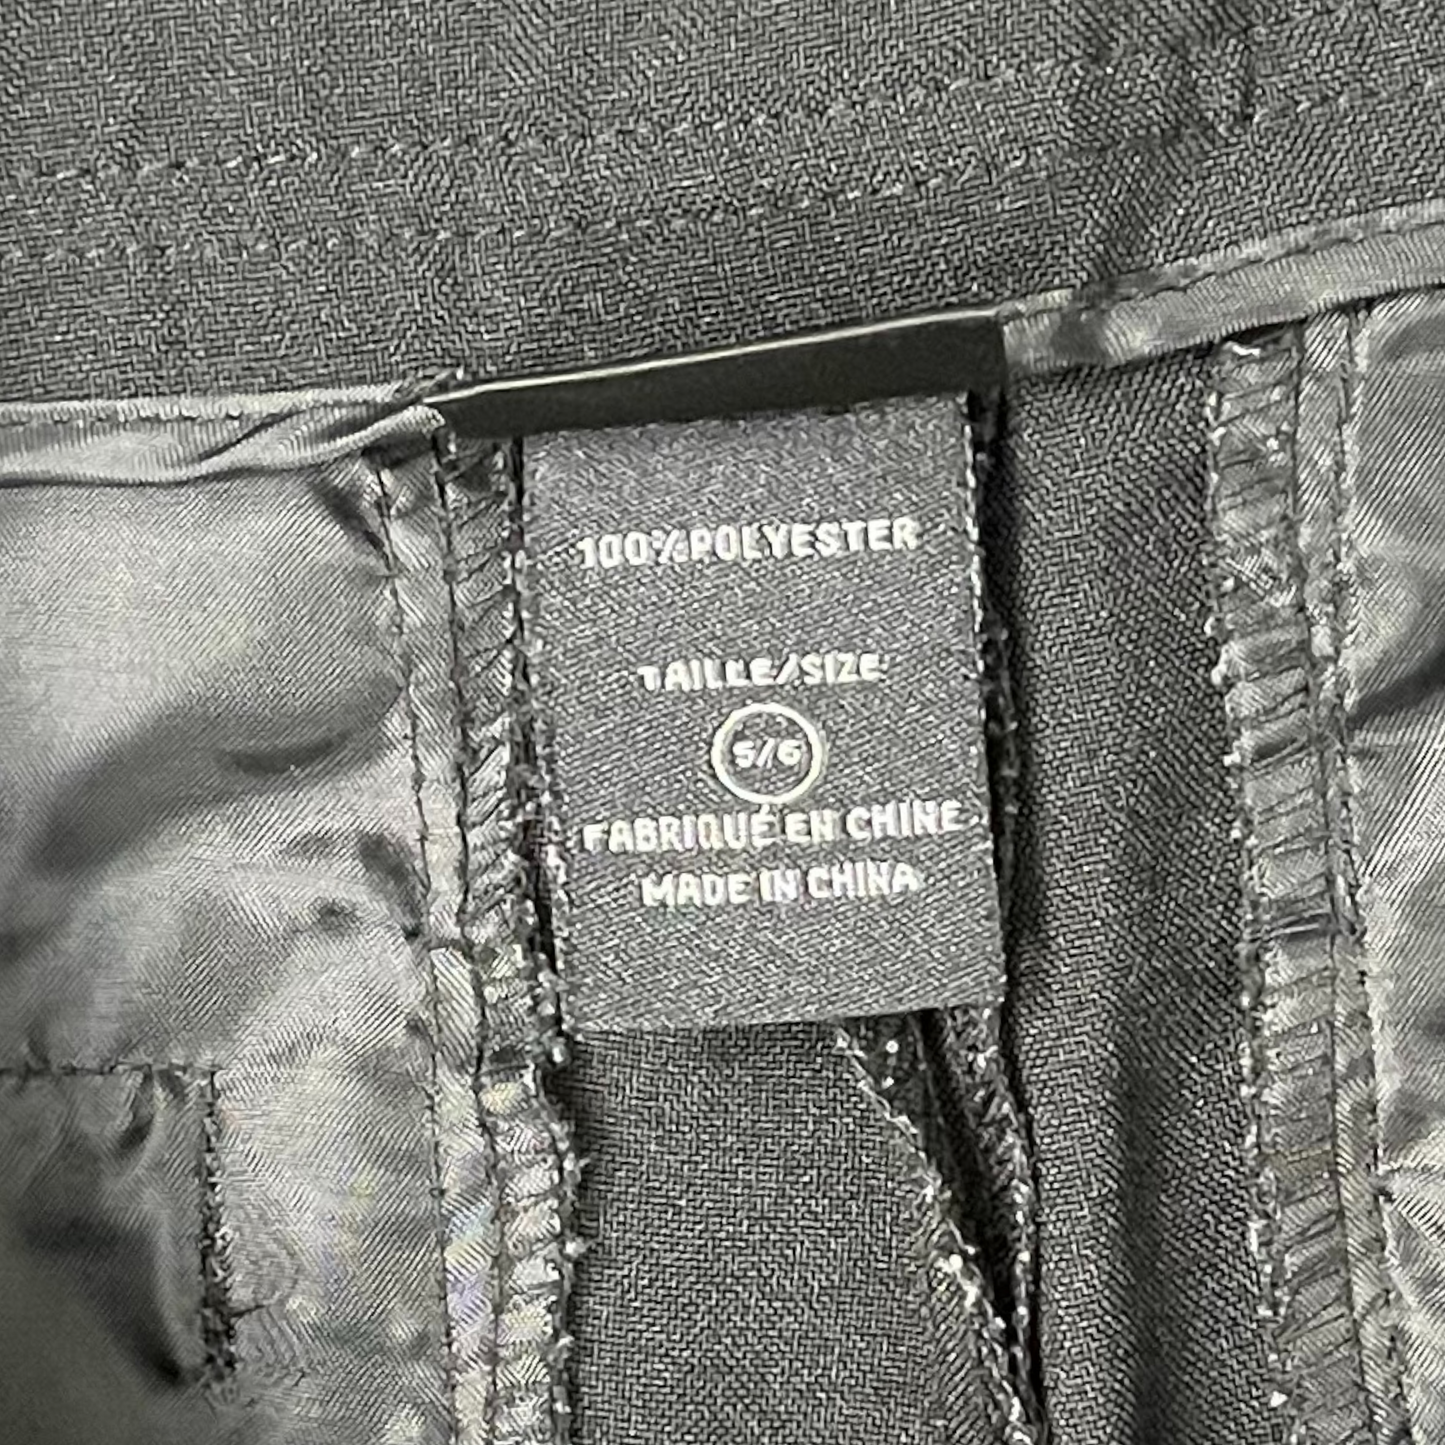 100%POLYESTER
TAILLE/SIZE
5/6
FABRIQUÉ EN CHINE
MADE IN CHINA